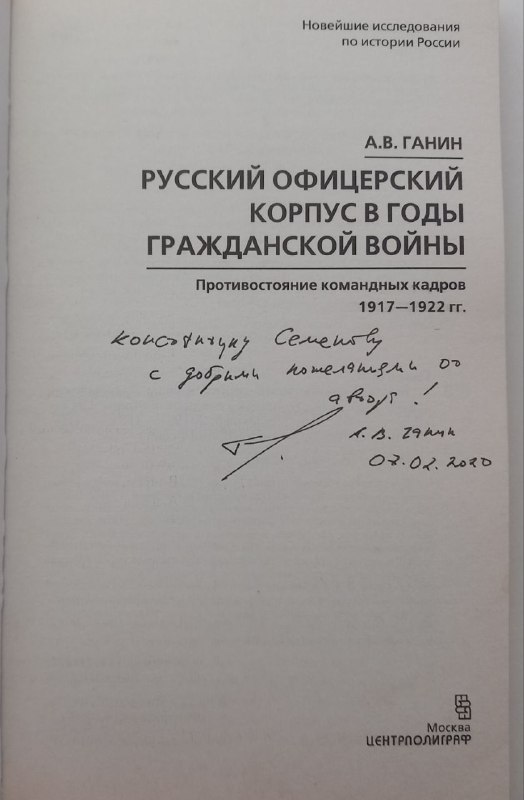 Новейшие исследования
по истории России
А.В. ГАНИН
РУССКИЙ ОФИЦЕРСКИЙ
КОРПУС В ГОДЫ
ГРАЖДАНСКОЙ ВОЙНЫ
Противостояние командных кадров
1917—1922 гг.
Константину Семенову
с добрыми пожеланиями от
автора!
А.В. Ганин
07.02.2020
Москва
ЦЕНТРПОЛИГРАФ